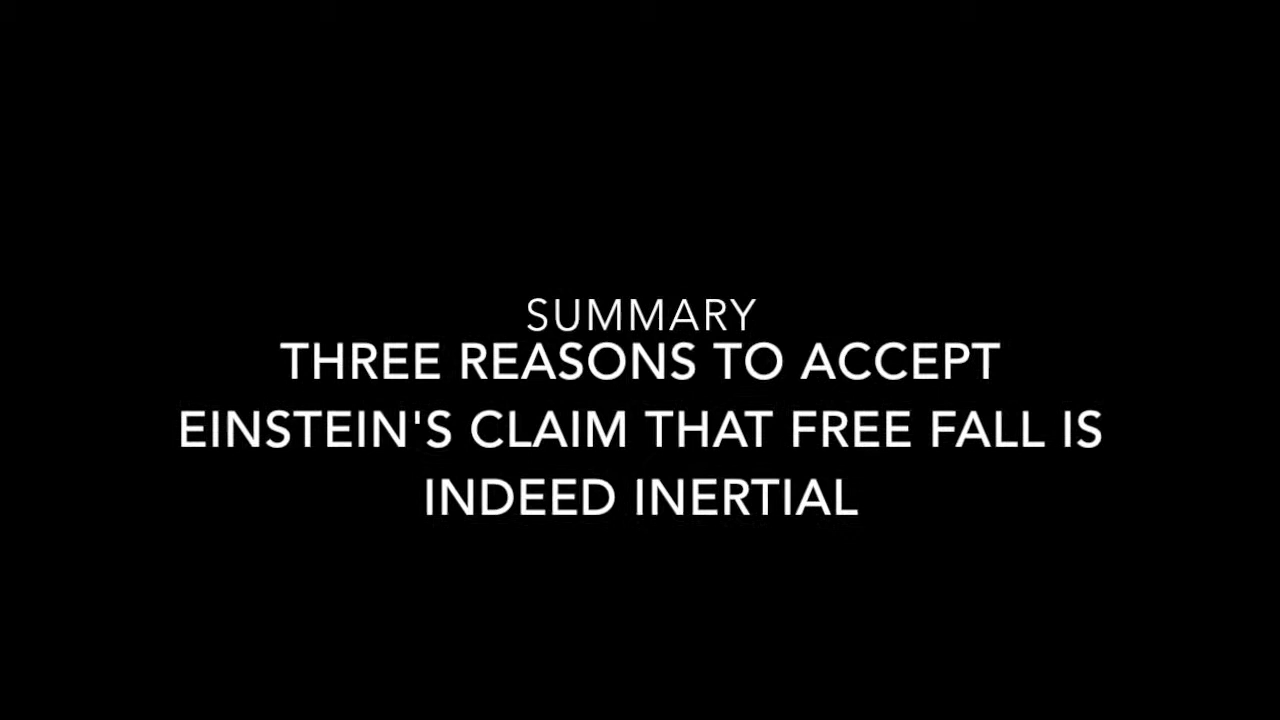 SUMMARY
THREE REASONS TO ACCEPT
EINSTEIN'S CLAIM THAT FREE FALL IS
INDEED INERTIAL